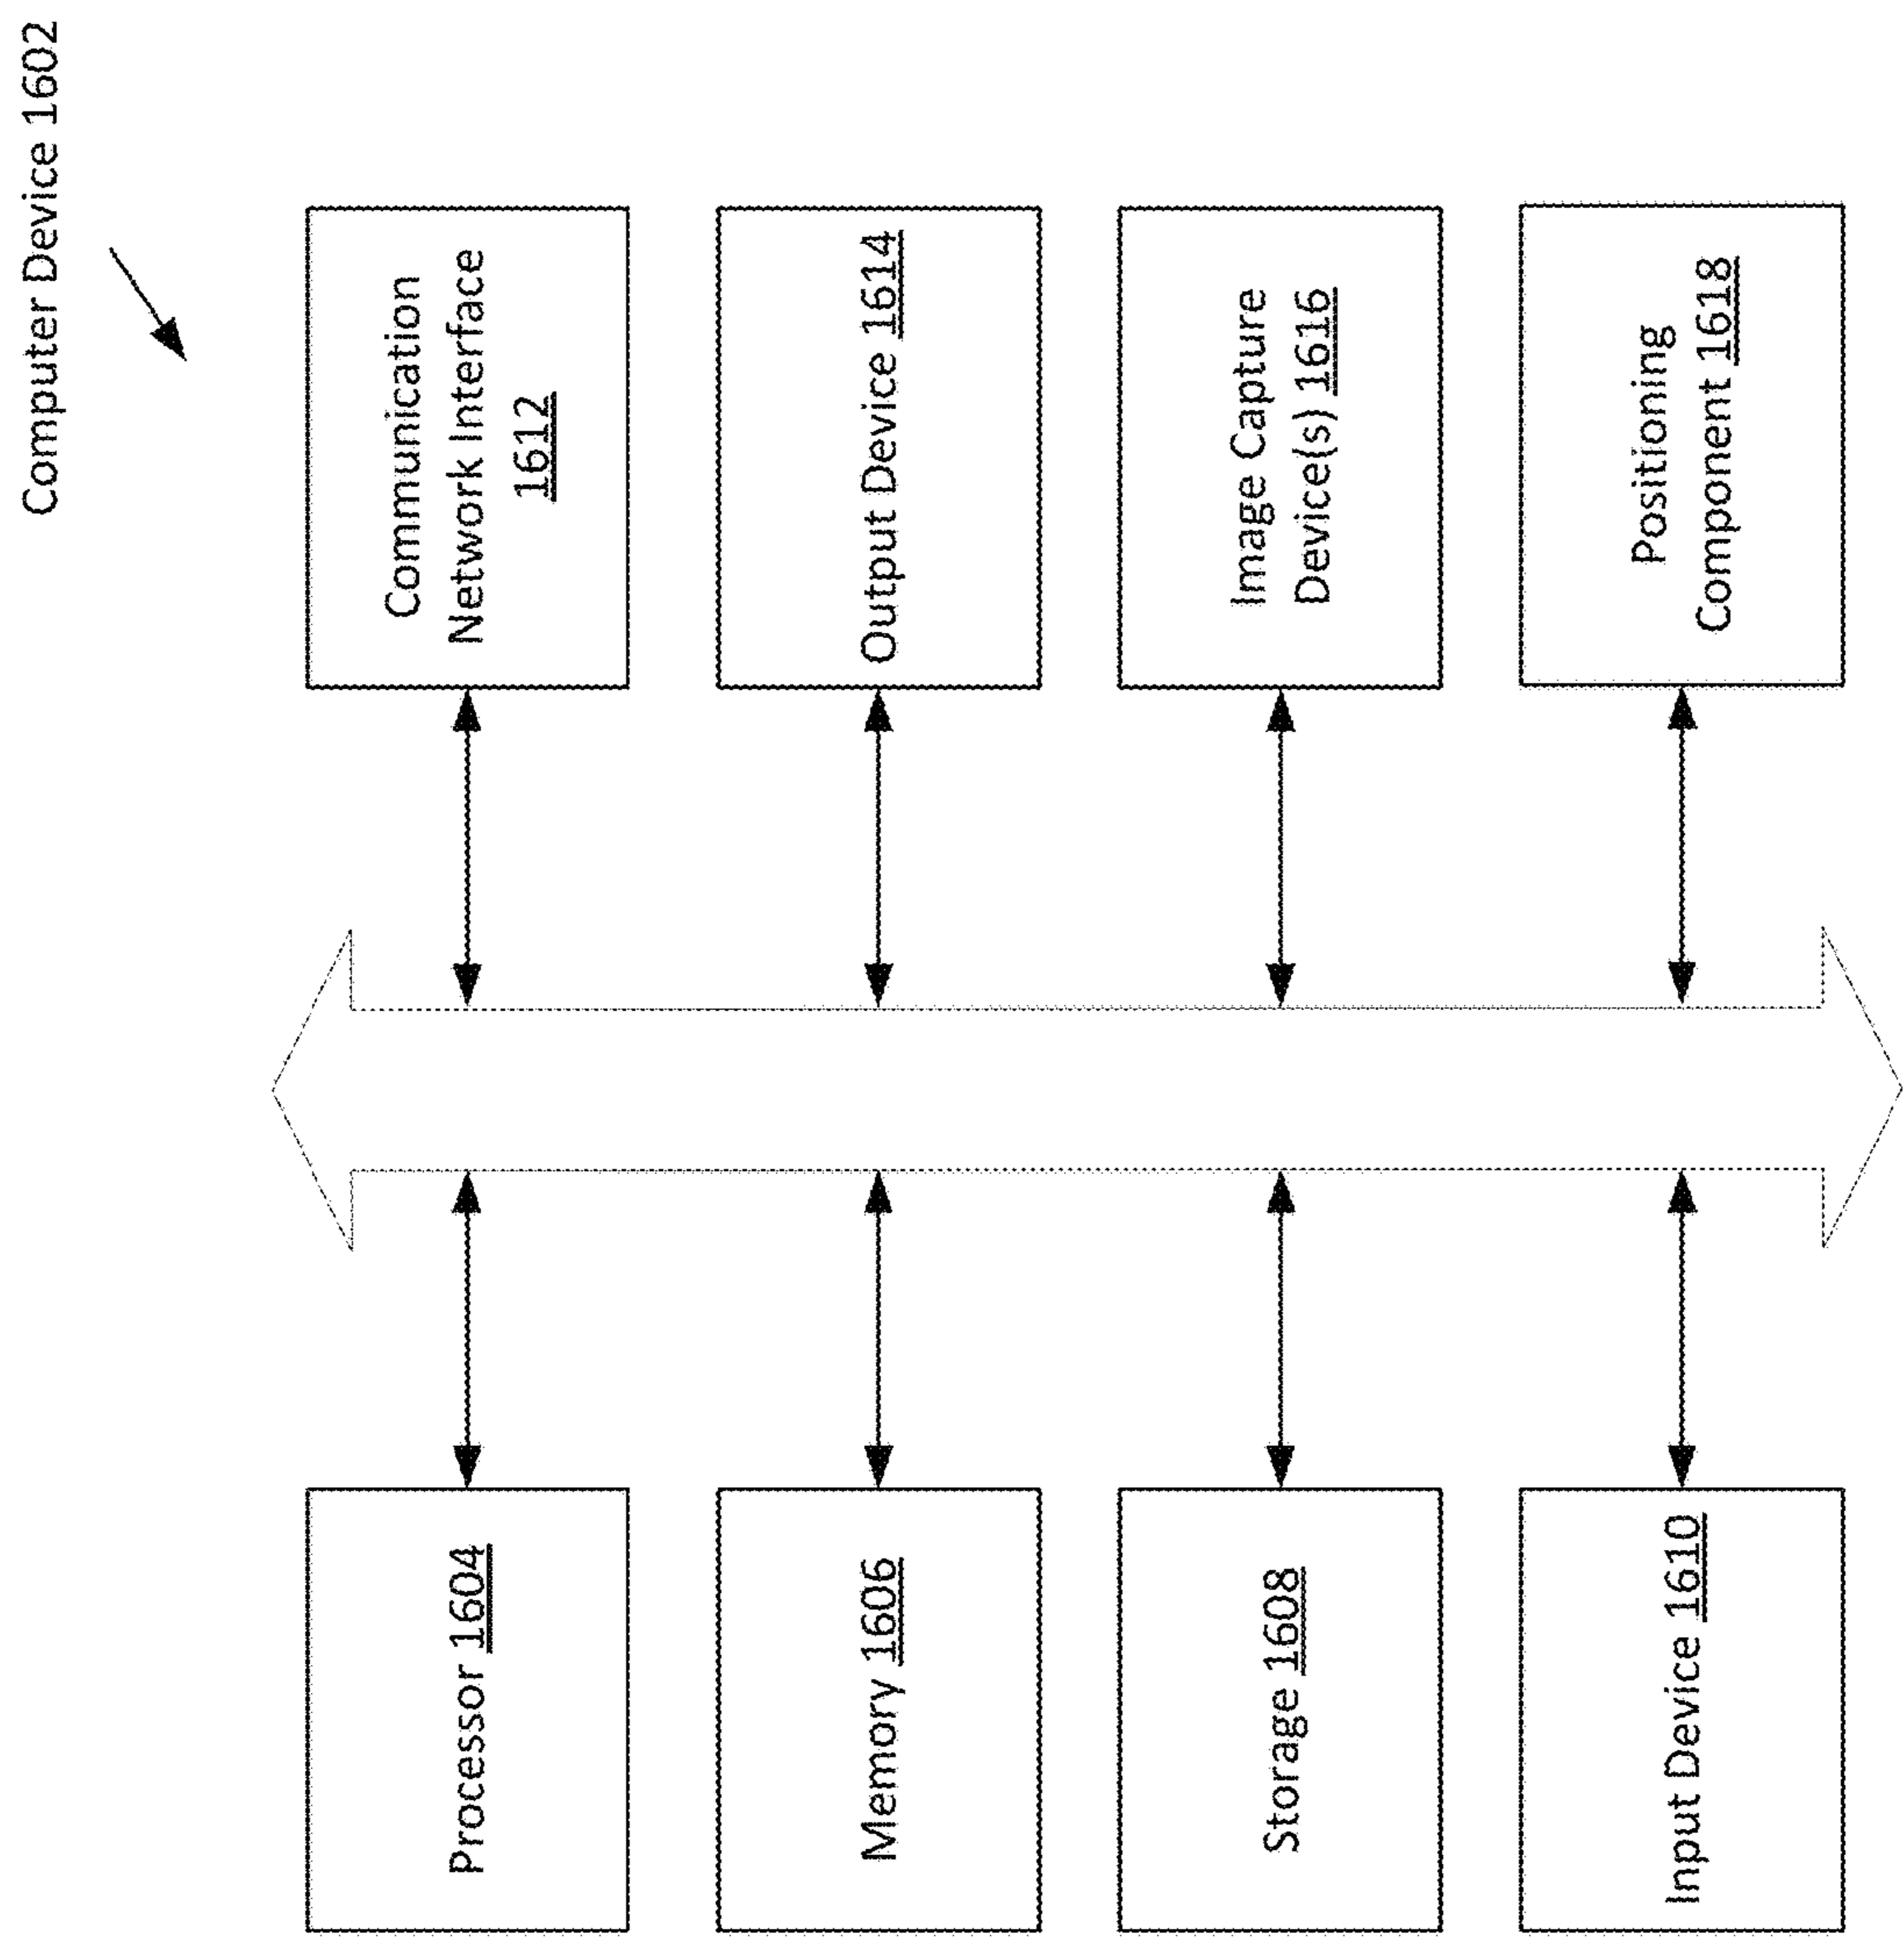 Computer Device 1602
Processor 1604
Memory 1606
Storage 1608
Input Device 1610
Communication
Network Interface
1612
Output Device 1614
Image Capture
Device(s) 1616
Positioning
Component 1618